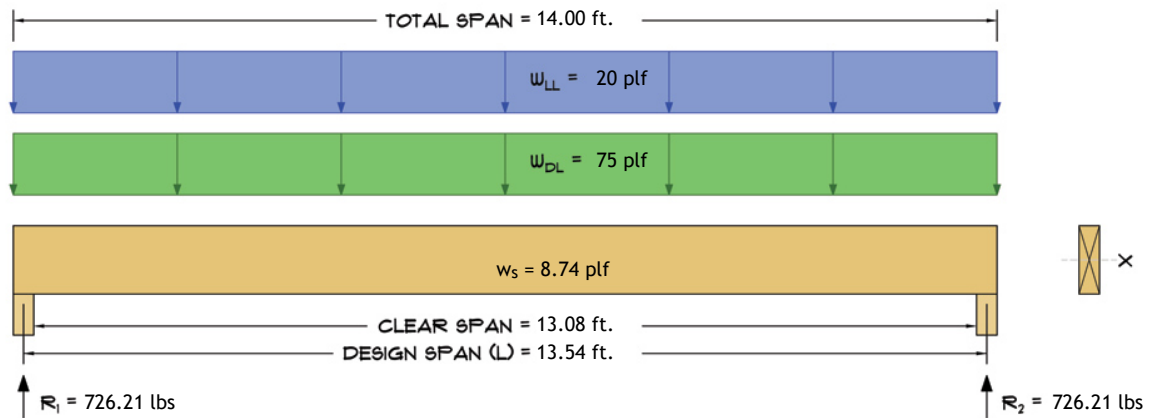 TOTAL SPAN = 14.00 ft.
WLL = 20 plf
WDL = 75 plf
ws = 8.74 plf
X
CLEAR SPAN = 13.08 ft.
DESIGN SPAN (L) = 13.54 ft.
R1 = 726.21 lbs
R2 = 726.21 lbs